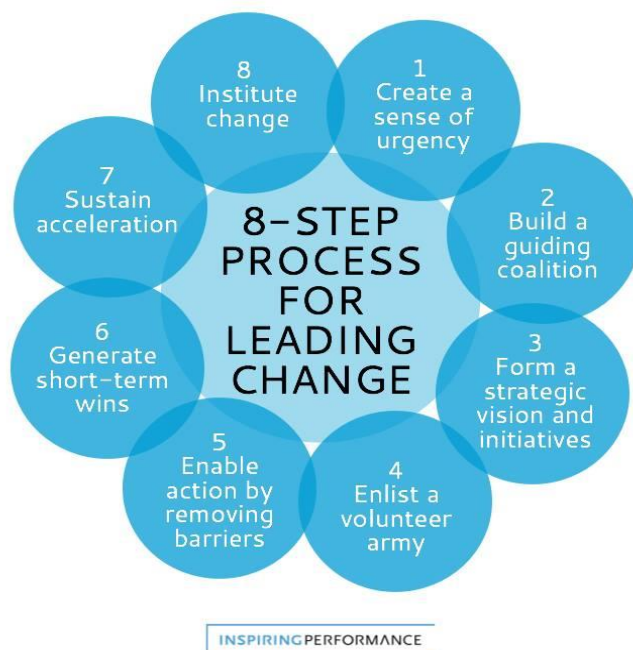 8-STEP
PROCESS
FOR
LEADING
CHANGE
1
Create a
sense of
urgency
2
Build a
guiding
coalition
3
Form a
strategic
vision and
initiatives
4
Enlist a
volunteer
army
5
Enable
action by
removing
barriers
6
Generate
short-term
wins
7
Sustain
acceleration
8
Institute
change
INSPIRINGPERFORMANCE